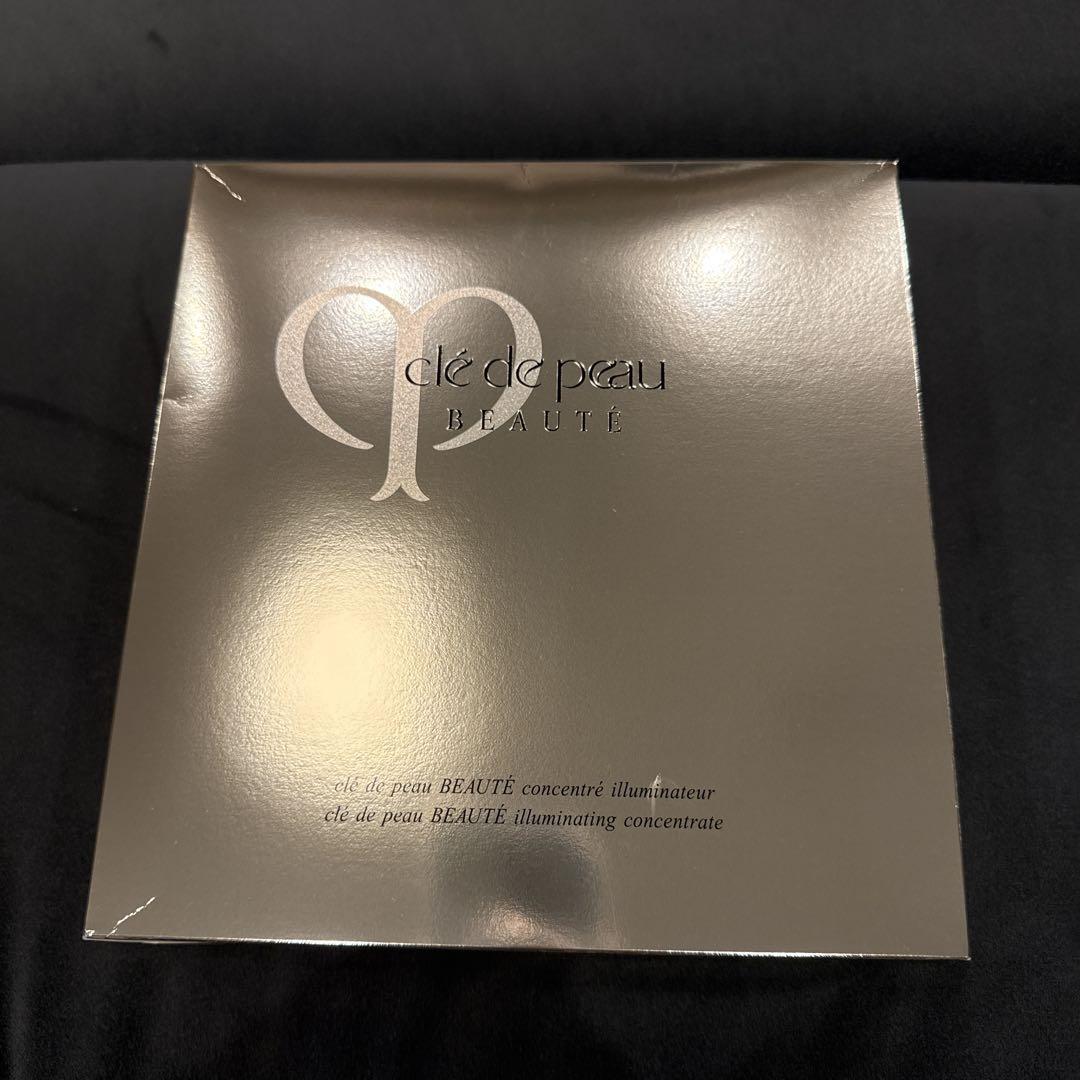 clé de peau
BEAUTÉ
clé de peau BEAUTÉ concentré illuminateur
clé de peau BEAUTÉ illuminating concentrate